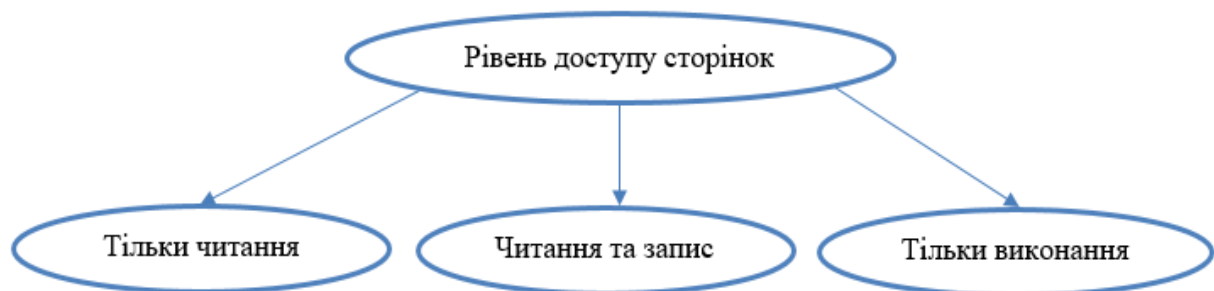 Рівень доступу сторінок
Тільки читання
Читання та запис
Тільки виконання